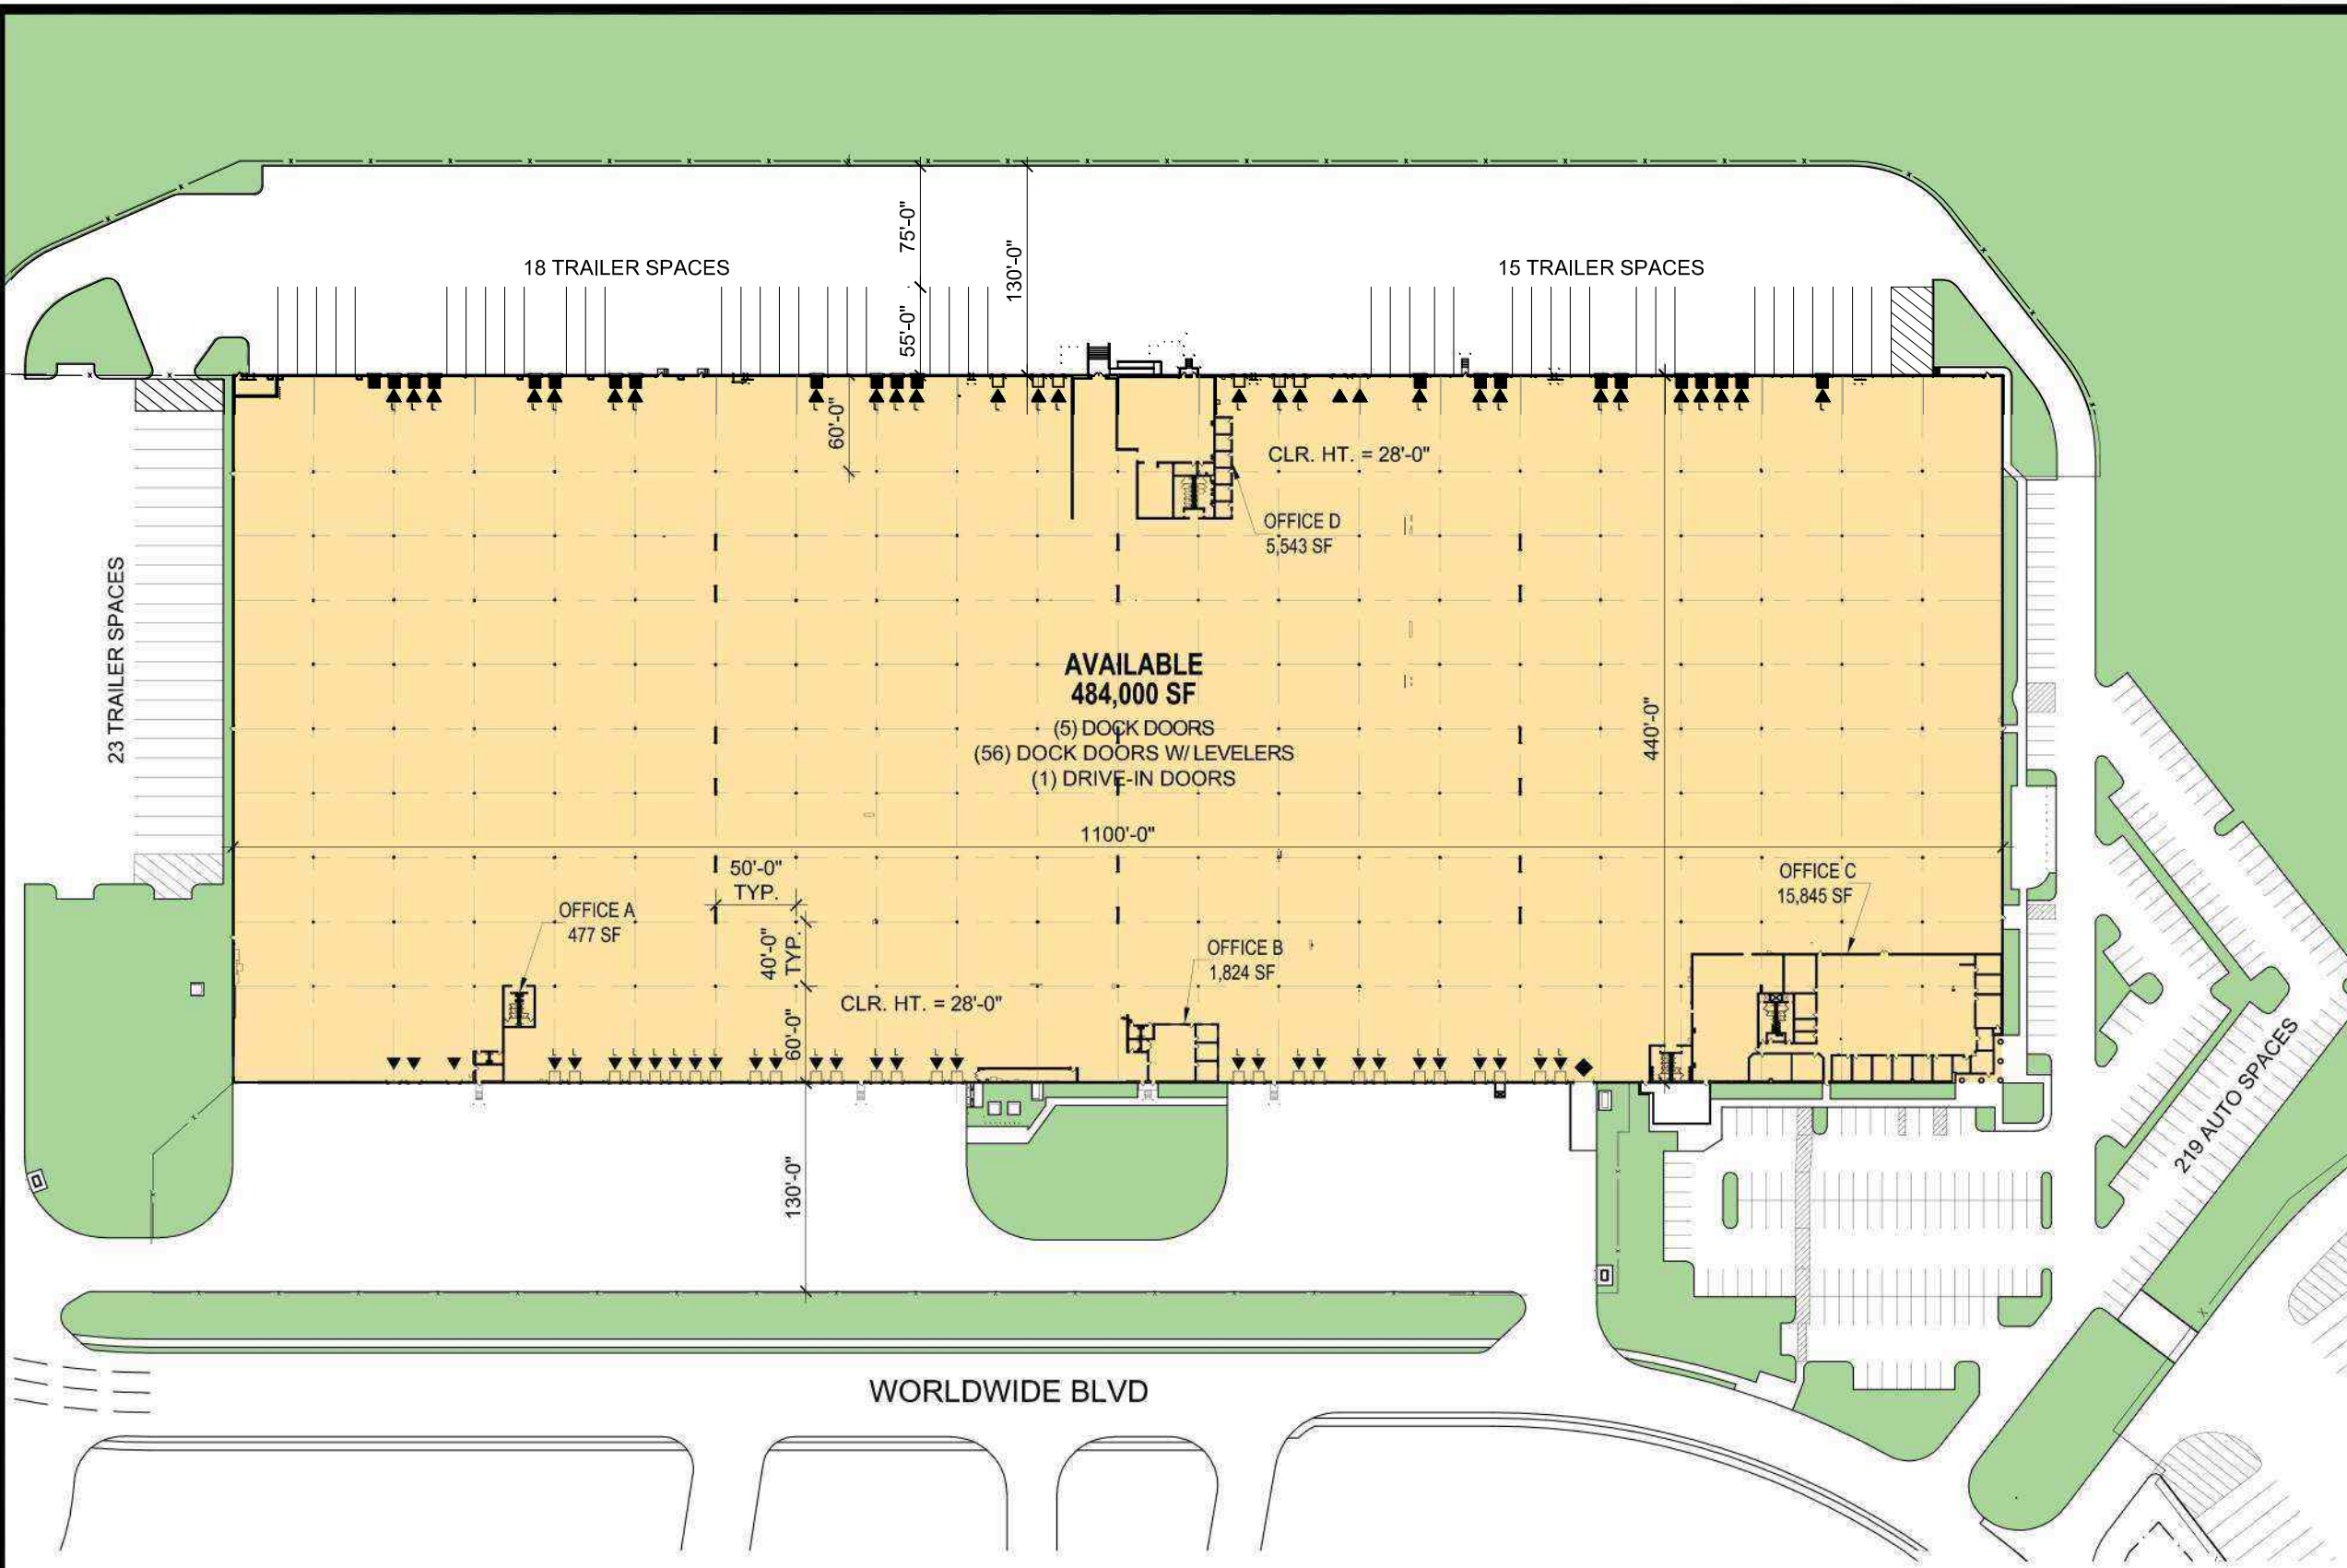 75'-0"
130'-0"
18 TRAILER SPACES
15 TRAILER SPACES
55'-0"
60'-0"
CLR. HT. = 28'-0"
OFFICE D
5,543 SF
23 TRAILER SPACES
AVAILABLE
484,000 SF
(5) DOCK DOORS
(56) DOCK DOORS W/ LEVELERS
(1) DRIVE-IN DOORS
440'-0"
1100'-0"
50'-0"
TYP.
OFFICE C
15,845 SF
OFFICE A
477 SF
40'-0"
TYP.
OFFICE B
1,824 SF
CLR. HT. = 28'-0"
60'-0"
219 AUTO SPACES
130'-0"
WORLDWIDE BLVD